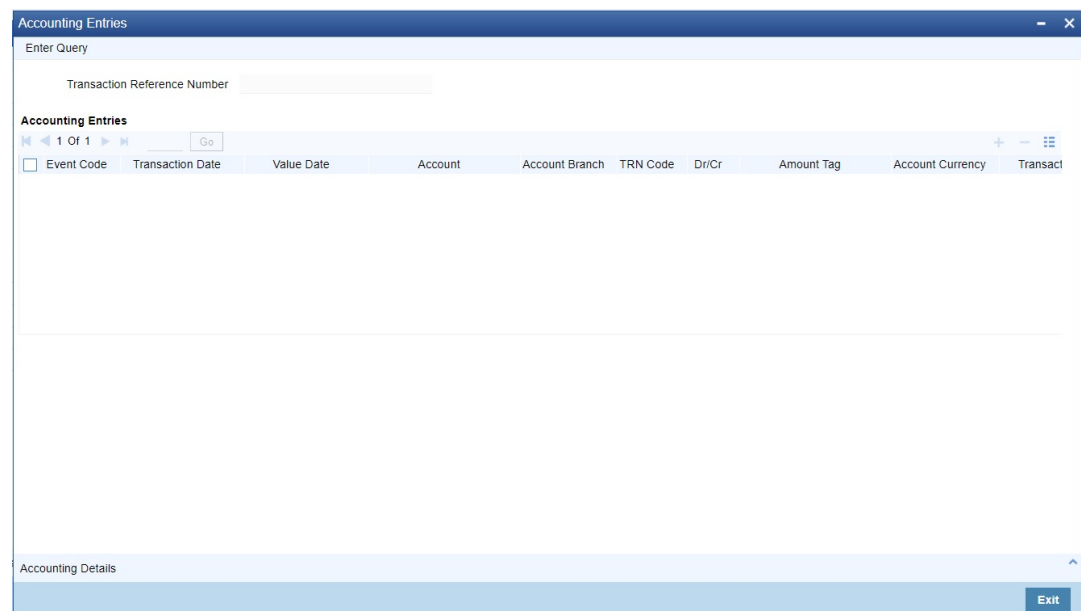 Accounting Entries
Enter Query
Transaction Reference Number
Accounting Entries
1 Of 1 Go
Event Code Transaction Date Value Date Account Account Branch TRN Code Dr/Cr Amount Tag Account Currency Transact
Accounting Details
Exit